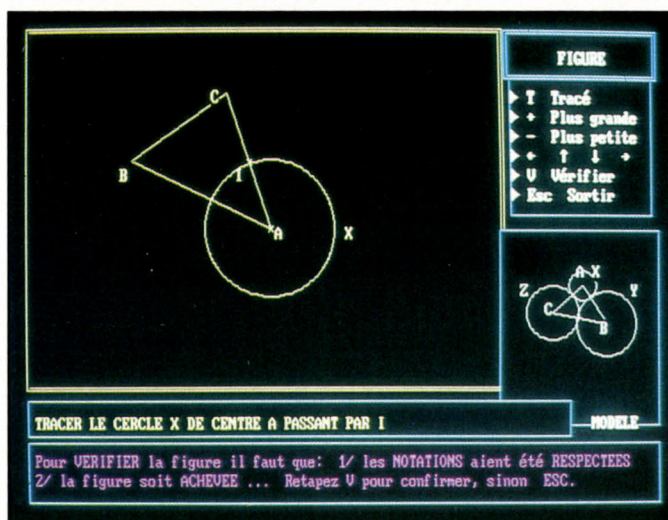 C
B
I
A
X
FIGURE
T Tracé
+ Plus grande
- Plus petite
← ↑ ↓ →
V Vérifier
Esc Sortir
A X
Z Y
C
B
MODELE
TRACER LE CERCLE X DE CENTRE A PASSANT PAR I
Pour VERIFIER la figure il faut que: 1/ les NOTATIONS aient été RESPECTEES
2/ la figure soit ACHEVEE ... Retapez V pour confirmer, sinon ESC.